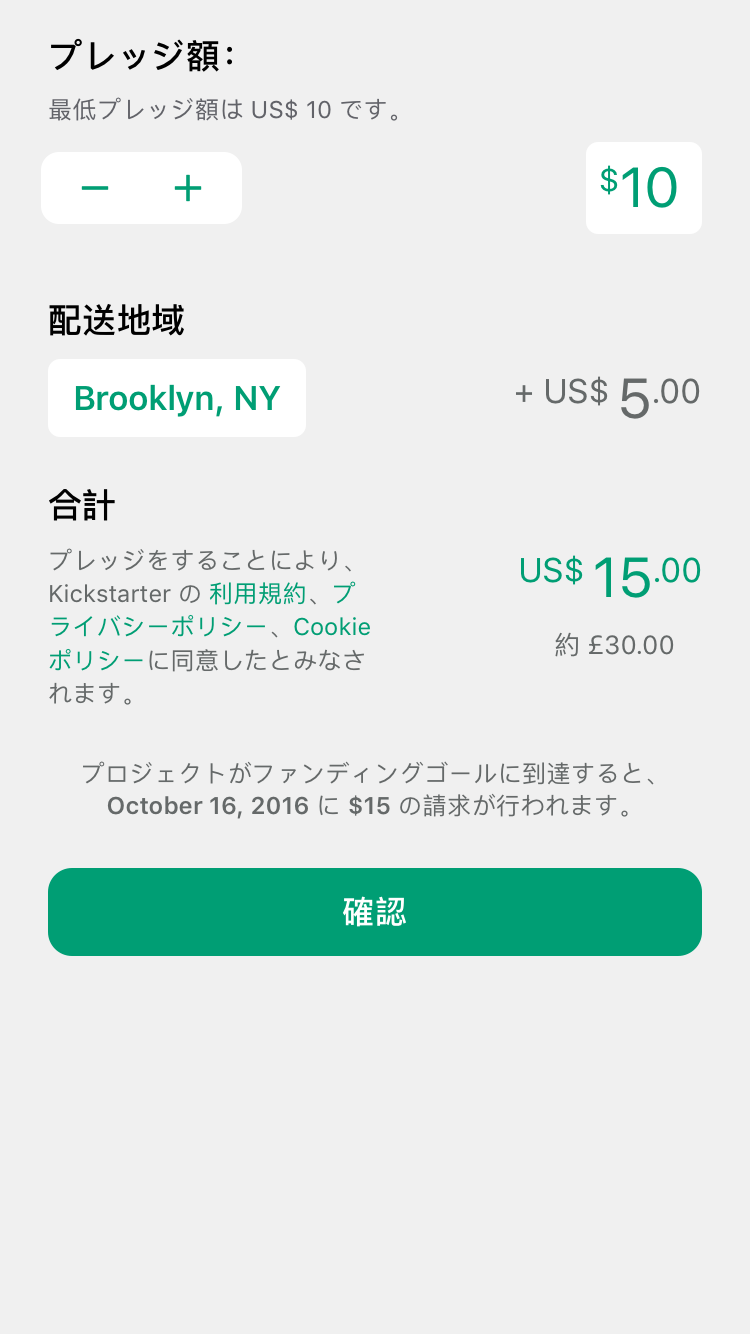 プレッジ額：
最低プレッジ額は US$ 10 です。
− +
$10
配送地域
Brooklyn, NY
+ US$ 5.00
合計
プレッジをすることにより、
Kickstarter の 利用規約、プ
ライバシーポリシー、Cookie
ポリシーに同意したとみなさ
れます。
US$ 15.00
約 £30.00
プロジェクトがファンディングゴールに到達すると、
October 16, 2016 に $15 の請求が行われます。
確認